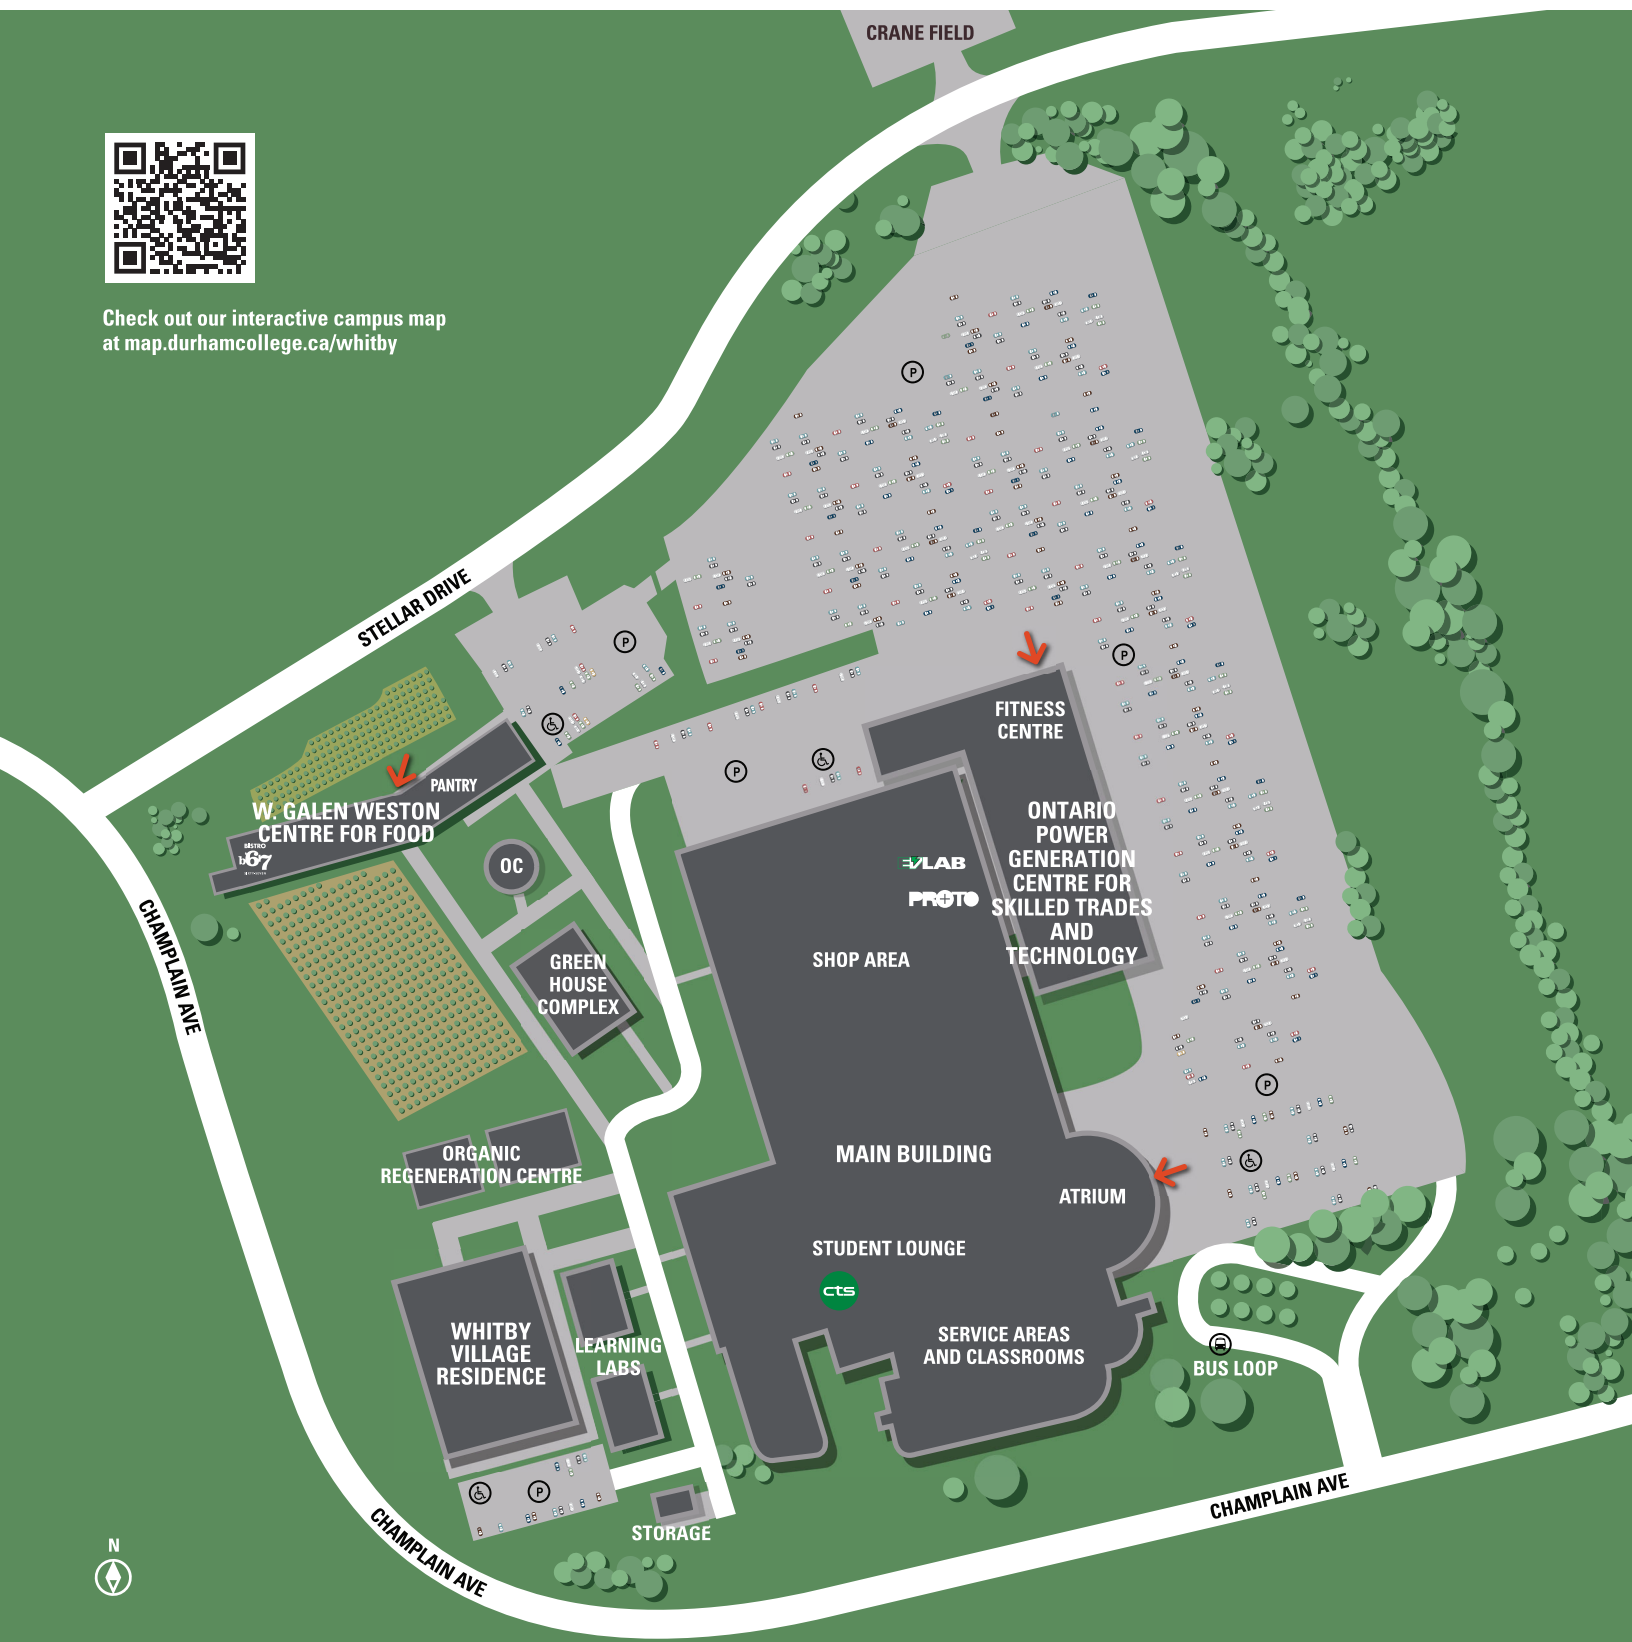 CRANE FIELD
Check out our interactive campus map
at map.durhamcollege.ca/whitby
P
STELLAR DRIVE
P
P
FITNESS
CENTRE
P
PANTRY
W. GALEN WESTON
CENTRE FOR FOOD
BISTRO
b67
OC
EVLAB
PROTO
ONTARIO
POWER
GENERATION
CENTRE FOR
SKILLED TRADES
AND
TECHNOLOGY
SHOP AREA
CHAMPLAIN AVE
GREEN
HOUSE
COMPLEX
P
ORGANIC
REGENERATION CENTRE
MAIN BUILDING
ATRIUM
STUDENT LOUNGE
cts
WHITBY
VILLAGE
RESIDENCE
LEARNING
LABS
SERVICE AREAS
AND CLASSROOMS
BUS LOOP
P
CHAMPLAIN AVE
STORAGE
CHAMPLAIN AVE
N